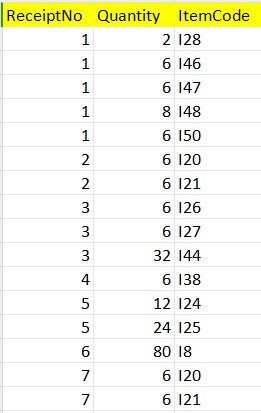 ReceiptNo Quantity ItemCode
1 2 I28
1 6 I46
1 6 I47
1 8 I48
1 6 I50
2 6 I20
2 6 I21
3 6 I26
3 6 I27
3 32 I44
4 6 I38
5 12 I24
5 24 I25
6 80 I8
7 6 I20
7 6 I21